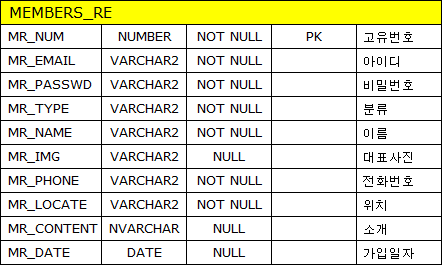 MEMBERS_RE
MR_NUM NUMBER NOT NULL PK 고유번호
MR_EMAIL VARCHAR2 NOT NULL 아이디
MR_PASSWD VARCHAR2 NOT NULL 비밀번호
MR_TYPE VARCHAR2 NOT NULL 분류
MR_NAME VARCHAR2 NOT NULL 이름
MR_IMG VARCHAR2 NULL 대표사진
MR_PHONE VARCHAR2 NOT NULL 전화번호
MR_LOCATE VARCHAR2 NOT NULL 위치
MR_CONTENT NVARCHAR NULL 소개
MR_DATE DATE NULL 가입일자